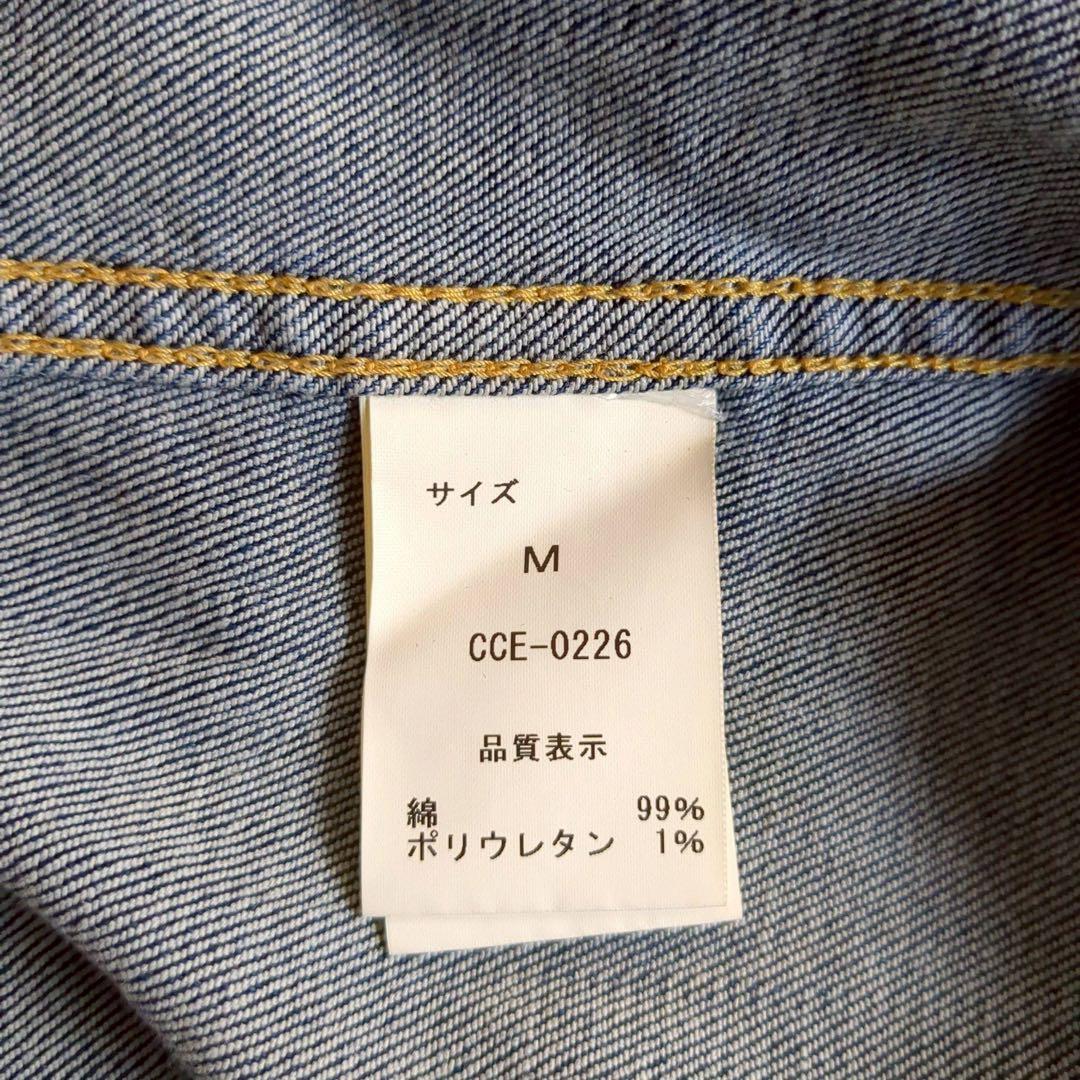 サイズ
M
CCE-0226
品質表示
綿 99%
ポリウレタン 1%